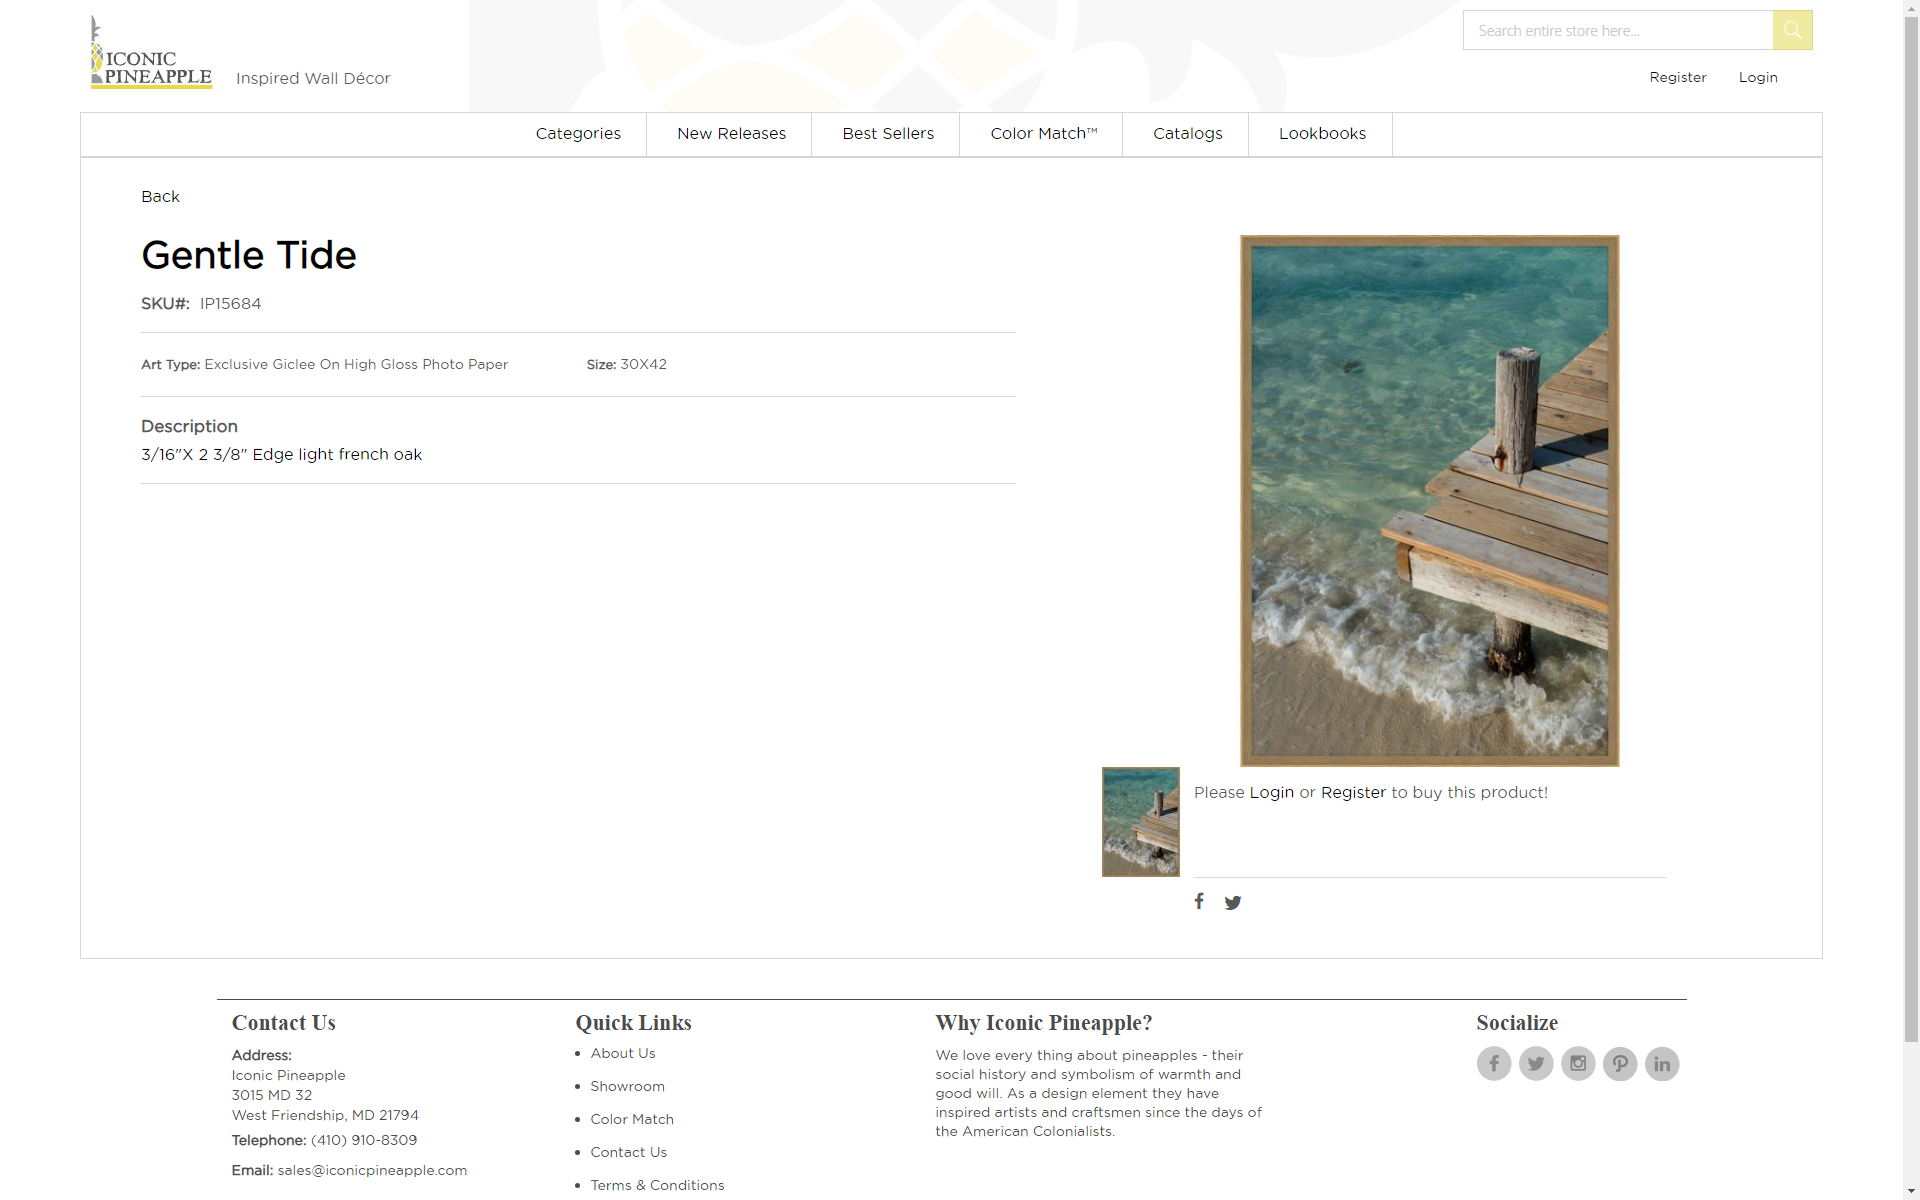 ICONIC
PINEAPPLE
Inspired Wall Décor
Search entire store here...
Register
Login
Categories
New Releases
Best Sellers
Color Match™
Catalogs
Lookbooks
Back
Gentle Tide
SKU#: IP15684
Art Type: Exclusive Giclee On High Gloss Photo Paper
Size: 30X42
Description
3/16"X 2 3/8" Edge light french oak
Please Login or Register to buy this product!
Contact Us
Address:
Iconic Pineapple
3015 MD 32
West Friendship, MD 21794
Telephone: (410) 910-8309
Email: sales@iconicpineapple.com
Quick Links
About Us
Showroom
Color Match
Contact Us
Terms & Conditions
Why Iconic Pineapple?
We love every thing about pineapples - their
social history and symbolism of warmth and
good will. As a design element they have
inspired artists and craftsmen since the days of
the American Colonialists.
Socialize